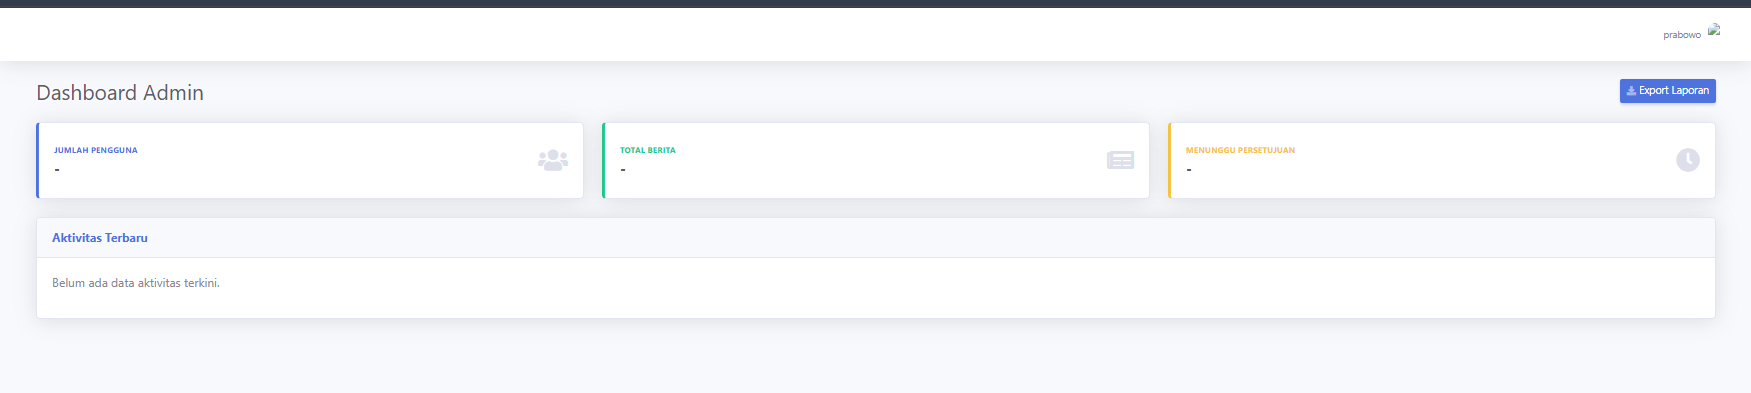 prabowo
Dashboard Admin
Export Laporan
JUMLAH PENGGUNA
-
TOTAL BERITA
-
MENUNGGU PERSETUJUAN
-
Aktivitas Terbaru
Belum ada data aktivitas terkini.